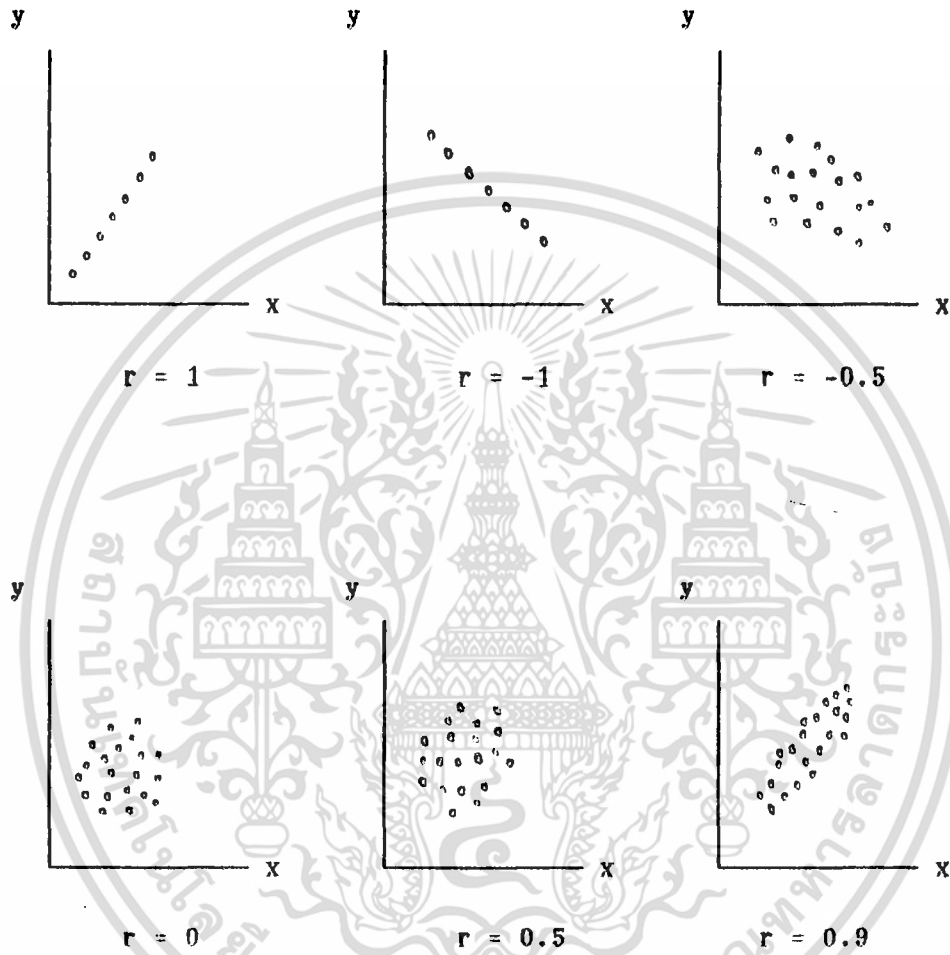 y y y
x x x
r = 1 r = -1 r = -0.5
y y y
x x x
r = 0 r = 0.5 r = 0.9